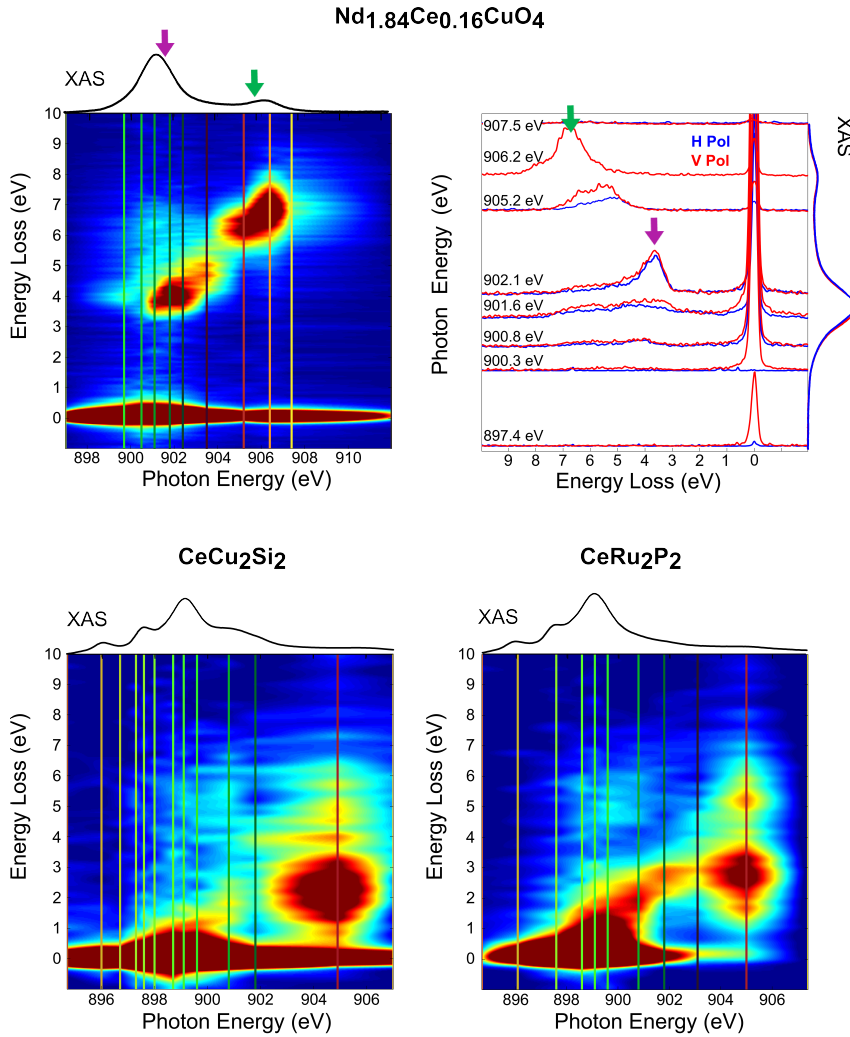 Nd1.84Ce0.16CuO4
XAS
10
9
8
7
6
5
4
3
2
1
0
Energy Loss (eV)
898 900 902 904 906 908 910
Photon Energy (eV)
XAS
907.5 eV
H Pol
906.2 eV
V Pol
905.2 eV
902.1 eV
901.6 eV
900.8 eV
900.3 eV
897.4 eV
Photon Energy (eV)
9 8 7 6 5 4 3 2 1 0
Energy Loss (eV)
CeCu2Si2
XAS
10
9
8
7
6
5
4
3
2
1
0
Energy Loss (eV)
896 898 900 902 904 906
Photon Energy (eV)
CeRu2P2
XAS
10
9
8
7
6
5
4
3
2
1
0
Energy Loss (eV)
896 898 900 902 904 906
Photon Energy (eV)